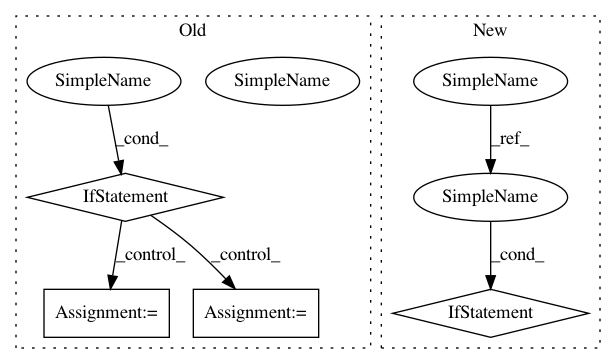 Old
New
SimpleName
SimpleName
SimpleName
_cond_
_ref_
IfStatement
SimpleName
_control_
_control_
_cond_
Assignment:=
Assignment:=
IfStatement